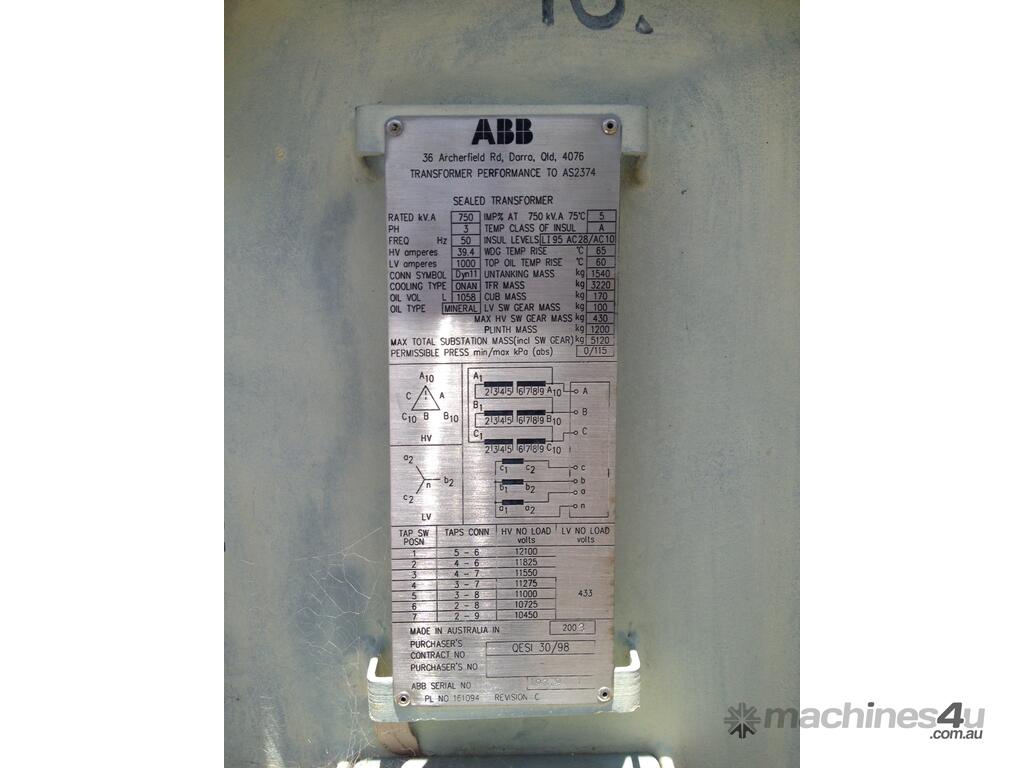 10.
ABB
36 Archerfield Rd, Darra, Qld, 4076
TRANSFORMER PERFORMANCE TO AS2374
SEALED TRANSFORMER
RATED kV.A 750 IMP% AT 750 kV.A 75°C 5
PH 3 TEMP CLASS OF INSUL A
FREQ Hz 50 INSUL LEVELS LI95 AC28/AC10
HV amperes 39.4 WDG TEMP RISE °C 65
LV amperes 1000 TOP OIL TEMP RISE °C 60
CONN SYMBOL Dyn11 UNTANKING MASS kg 1540
COOLING TYPE ONAN TFR MASS kg 3220
OIL VOL L 1058 CUB MASS kg 170
OIL TYPE MINERAL LV SW GEAR MASS kg 100
MAX HV SW GEAR MASS kg 430
PLINTH MASS kg 1200
MAX TOTAL SUBSTATION MASS(incl SW GEAR) kg 5120
PERMISSIBLE PRESS min/max kPa (abs) 0/115
A10
C A
C10 B B10
HV
A1
2 3 4 5 6 7 8 9 A10 A
B1
2 3 4 5 6 7 8 9 B10 B
C1
2 3 4 5 6 7 8 9 C10 C
a2
n b2
c2
LV
c1 c2 c
b1 b2 b
a
a1 a2 n
TAP SW POSN TAPS CONN HV NO LOAD volts LV NO LOAD volts
1 5 - 6 12100
2 4 - 6 11825
3 4 - 7 11550
4 3 - 7 11275
5 3 - 8 11000 433
6 2 - 8 10725
7 2 - 9 10450
MADE IN AUSTRALIA IN
PURCHASER'S CONTRACT NO QESI 30/98
PURCHASER'S NO
ABB SERIAL NO
PL NO 161094 REVISION C
machines4u
.com.au